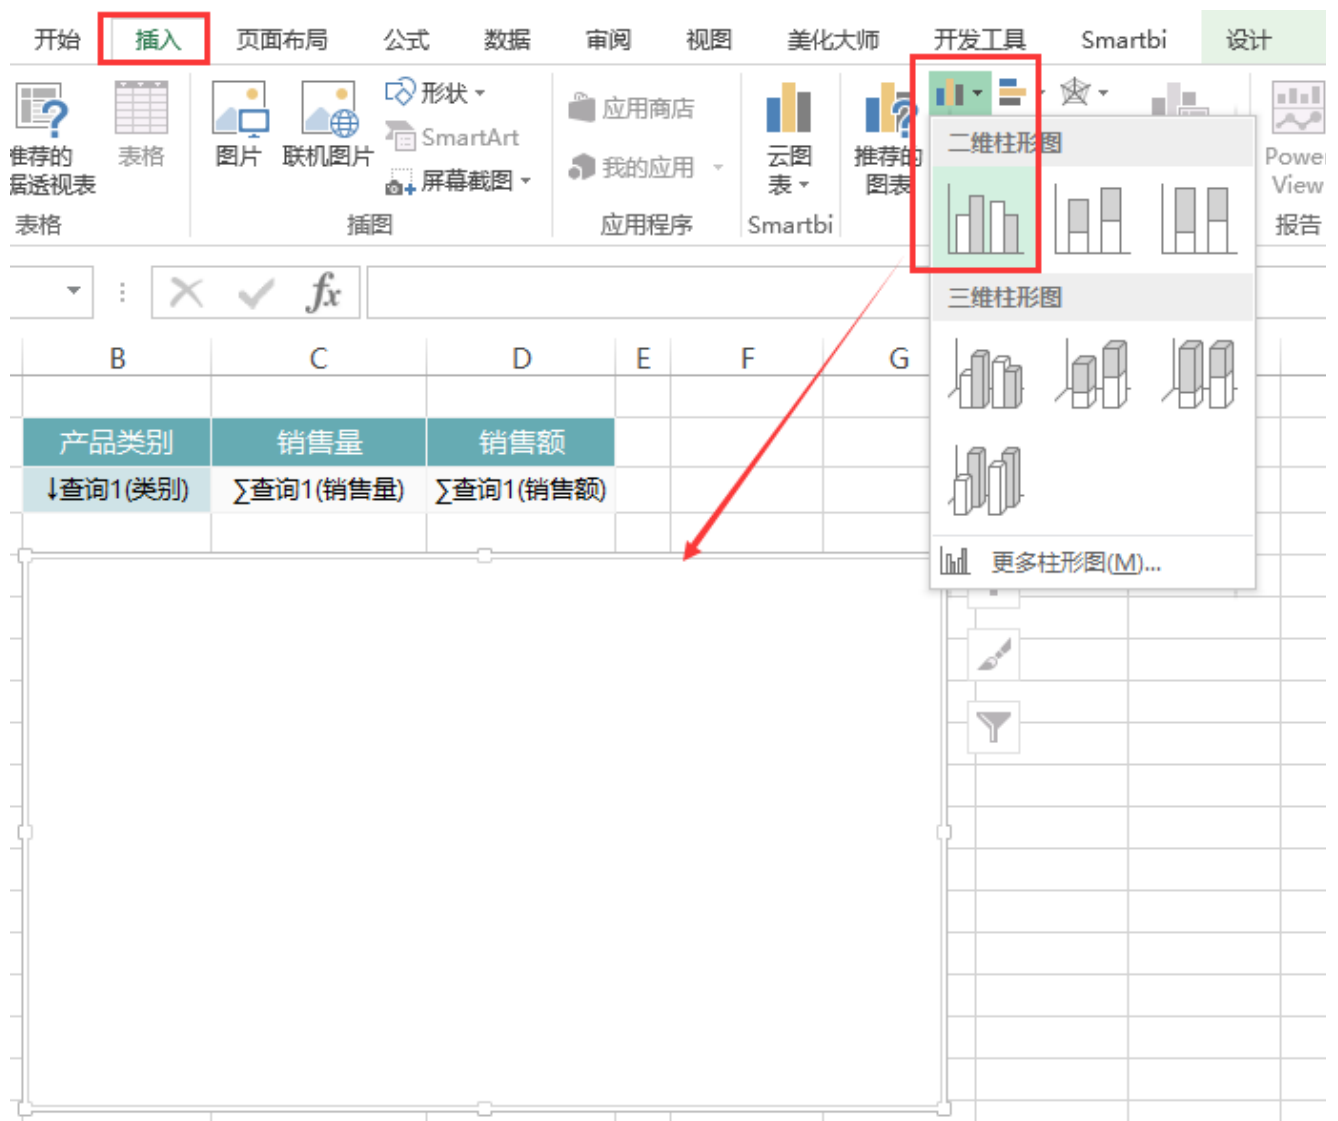 开始 插入 页面布局 公式 数据 审阅 视图 美化大师 开发工具 Smartbi 设计
推荐的
据透视表
表格
图片
联机图片
形状
SmartArt
屏幕截图
应用商店
我的应用
云图
表
推荐的
图表
Power
View
表格 插图 应用程序 Smartbi 报告
二维柱形图
三维柱形图
更多柱形图(M)...
fx
B C D E F G
产品类别 销售量 销售额
↓查询1(类别) ∑查询1(销售量) ∑查询1(销售额)